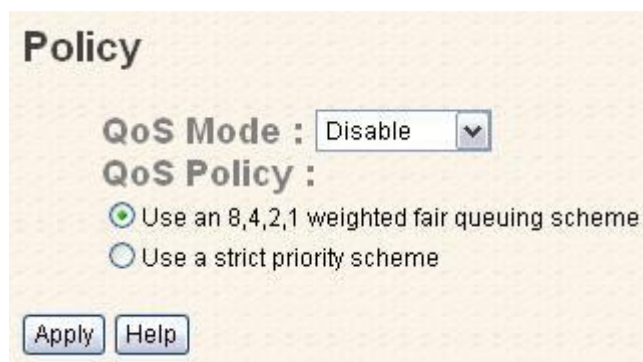 Policy
QoS Mode : Disable
QoS Policy :
Use an 8,4,2,1 weighted fair queuing scheme
Use a strict priority scheme
Apply Help